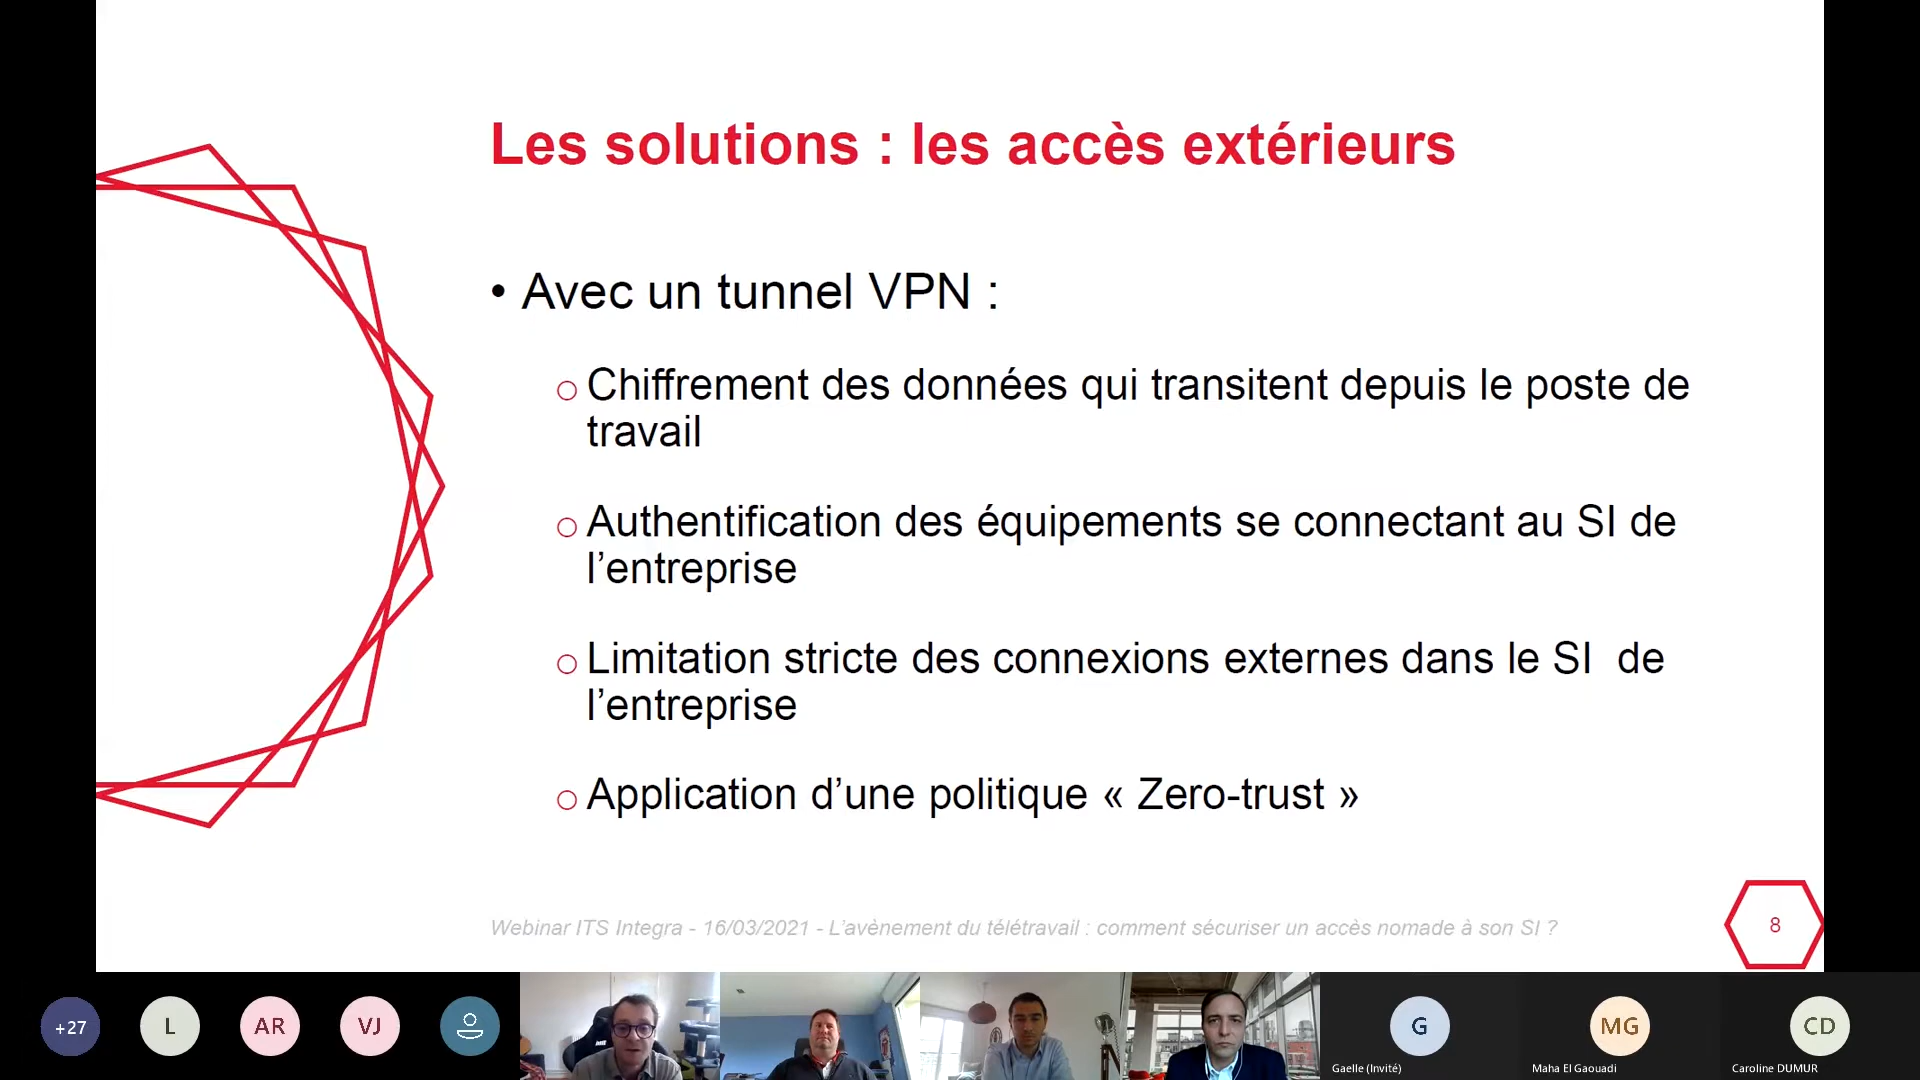 Les solutions : les accès extérieurs
• Avec un tunnel VPN :
o Chiffrement des données qui transitent depuis le poste de
travail
o Authentification des équipements se connectant au SI de
l’entreprise
o Limitation stricte des connexions externes dans le SI  de
l’entreprise
o Application d’une politique « Zero-trust »
Webinar ITS Integra - 16/03/2021 - L’avènement du télétravail : comment sécuriser un accès nomade à son SI ?
8
+27
L
AR
VJ
G
MG
CD
Gaelle (Invité)
Maha El Gaouadi
Caroline DUMUR